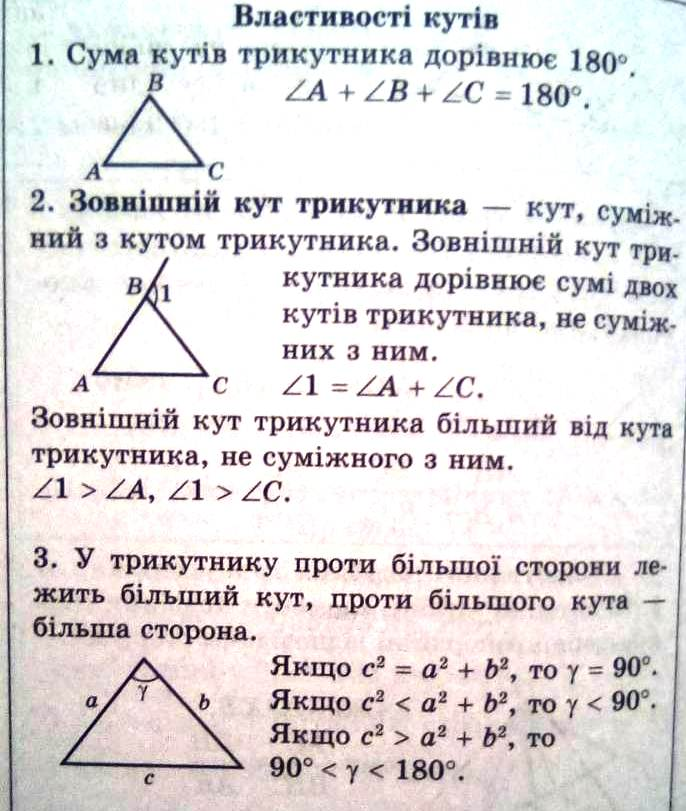 Властивості кутів
1. Сума кутів трикутника дорівнює 180°.
B
∠A + ∠B + ∠C = 180°.
A
C
2. Зовнішній кут трикутника — кут, суміж-
ний з кутом трикутника. Зовнішній кут три-
B
1
кутника дорівнює сумі двох
кутів трикутника, не суміж-
них з ним.
A
C
∠1 = ∠A + ∠C.
Зовнішній кут трикутника більший від кута
трикутника, не суміжного з ним.
∠1 > ∠A, ∠1 > ∠C.
3. У трикутнику проти більшої сторони ле-
жить більший кут, проти більшого кута —
більша сторона.
Якщо c² = a² + b², то γ = 90°.
a
γ
b
Якщо c² < a² + b², то γ < 90°.
Якщо c² > a² + b², то
90° < γ < 180°.
c